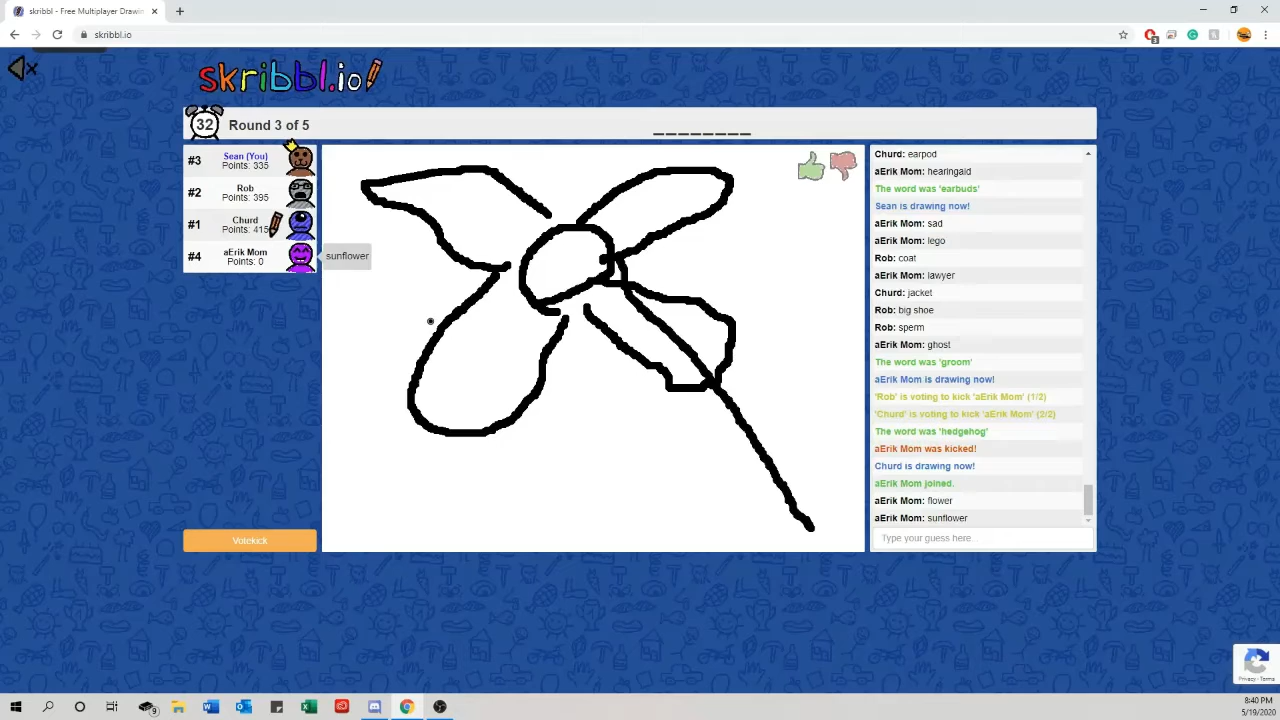 skribbl - Free Multiplayer Drawin
skribbl.io
3
skribbl.io
32
Round 3 of 5
________
#3
Sean (You)
Points: 335
#2
Rob
Points: 395
#1
Churd
Points: 415
#4
aErik Mom
Points: 0
sunflower
Votekick
Churd: earpod
aErik Mom: hearingaid
The word was 'earbuds'
Sean is drawing now!
aErik Mom: sad
aErik Mom: lego
Rob: coat
aErik Mom: lawyer
Churd: jacket
Rob: big shoe
Rob: sperm
aErik Mom: ghost
The word was 'groom'
aErik Mom is drawing now!
'Rob' is voting to kick 'aErik Mom' (1/2)
'Churd' is voting to kick 'aErik Mom' (2/2)
The word was 'hedgehog'
aErik Mom was kicked!
Churd is drawing now!
aErik Mom joined.
aErik Mom: flower
aErik Mom: sunflower
Type your guess here...
Privacy - Terms
9
8:40 PM
5/19/2020